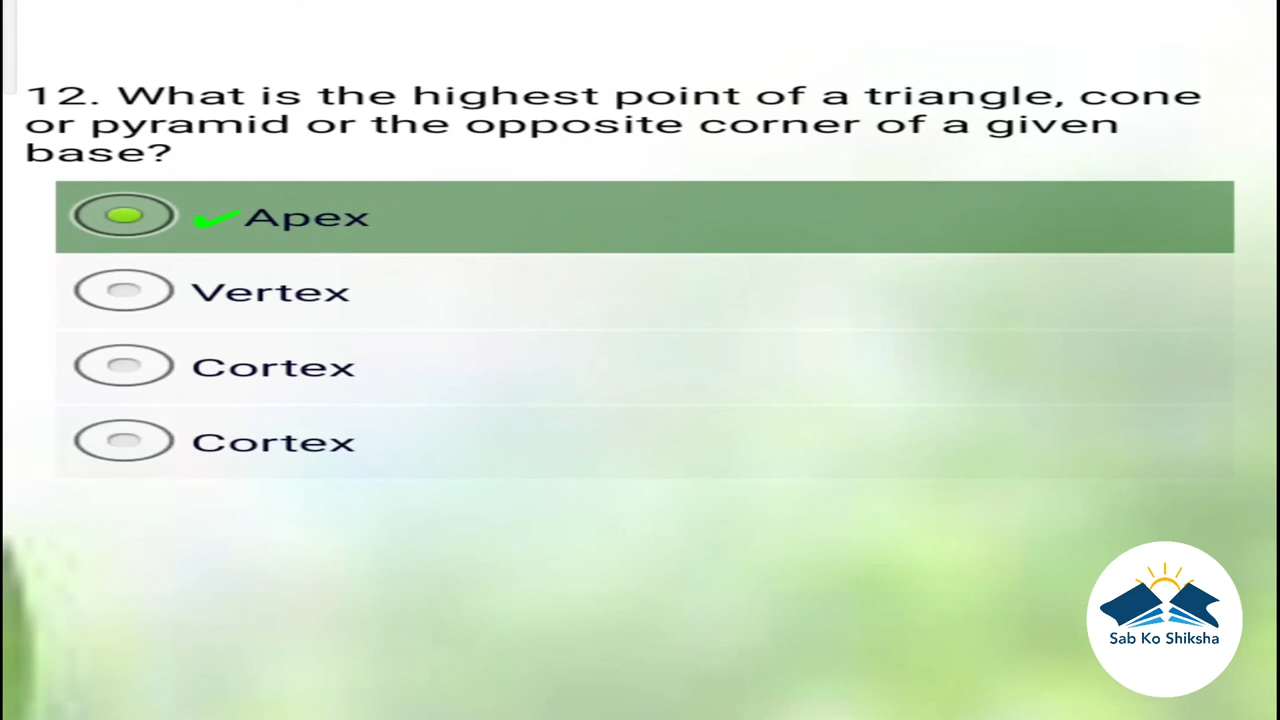 12. What is the highest point of a triangle, cone
or pyramid or the opposite corner of a given
base?
Apex
Vertex
Cortex
Cortex
Sab Ko Shiksha